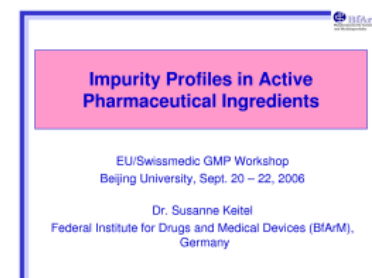 BfAr
Impurity Profiles in Active
Pharmaceutical Ingredients
EU/Swissmedic GMP Workshop
Beijing University, Sept. 20 – 22, 2006
Dr. Susanne Keitel
Federal Institute for Drugs and Medical Devices (BfArM),
Germany